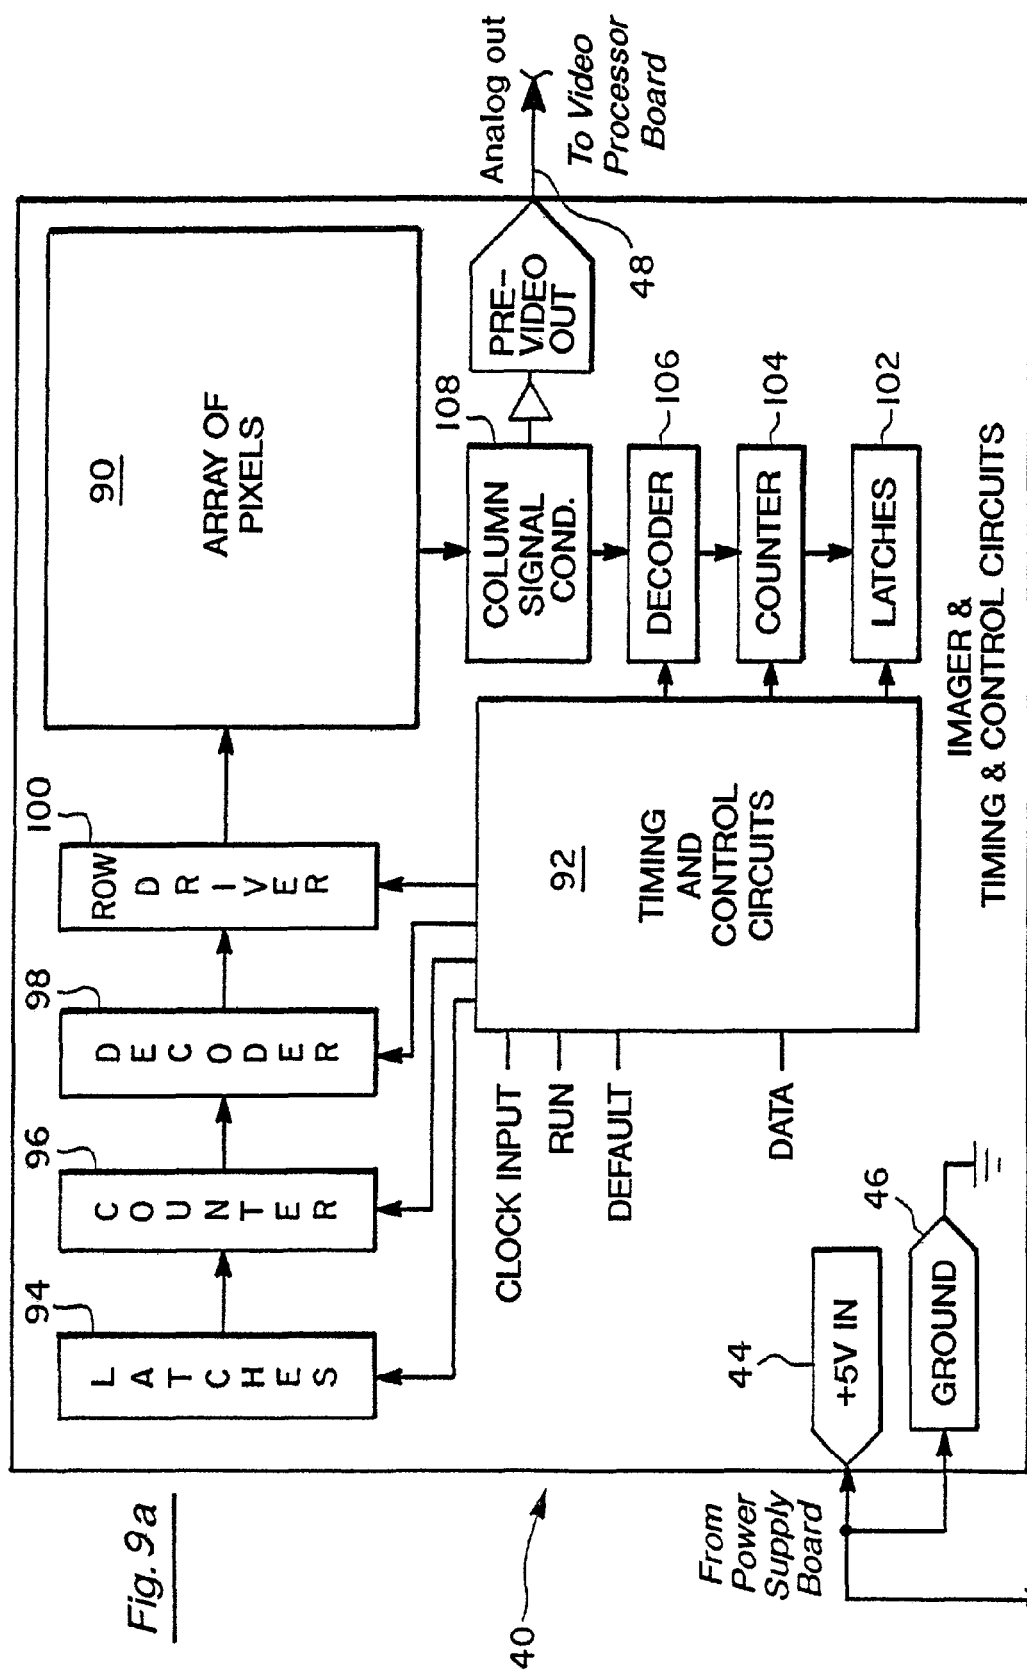 Fig. 9a
40
94
LATCHES
96
COUNTER
98
DECODER
100
ROW
DRIVER
90
ARRAY OF
PIXELS
CLOCK INPUT
RUN
DEFAULT
DATA
92
TIMING
AND
CONTROL
CIRCUITS
108
COLUMN
SIGNAL
COND.
PRE-
VIDEO
OUT
48
Analog out
To Video
Processor
Board
DECODER
106
COUNTER
104
LATCHES
102
From
Power
Supply
Board
44
+5V IN
46
GROUND
IMAGER &
TIMING & CONTROL CIRCUITS